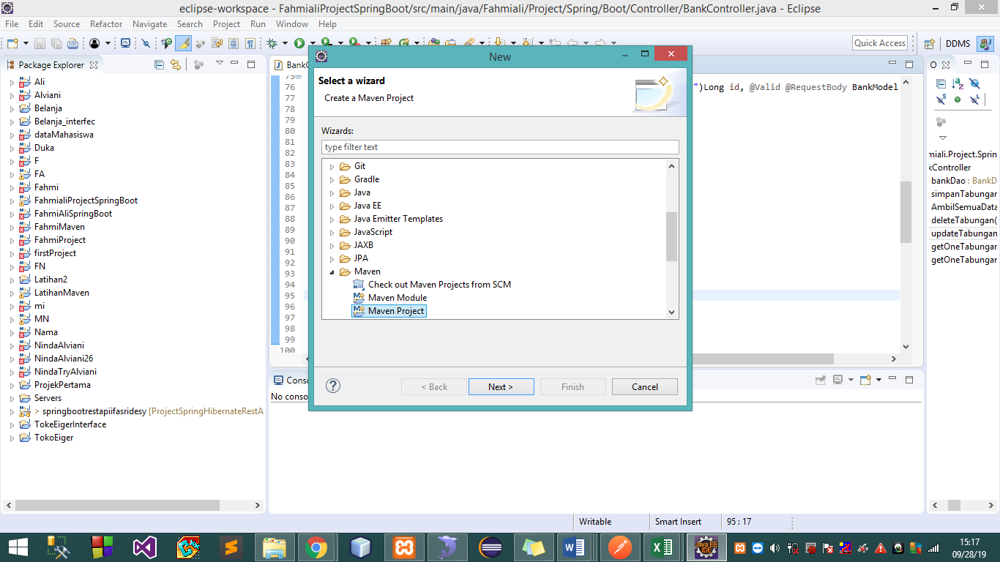 eclipse-workspace - FahmialiProjectSpringBoot/src/main/java/Fahmiali/Project/Spring/Boot/Controller/BankController.java - Eclipse
File Edit Source Refactor Navigate Search Project Run Window Help
Quick Access
DDMS
Package Explorer
Ali
Alviani
Belanja
Belanja_interfec
dataMahasiswa
Duka
F
FA
Fahmi
FahmialiProjectSpringBoot
FahmiAliSpringBoot
FahmiMaven
FahmiProject
firstProject
FN
Latihan2
LatihanMaven
mi
MN
Nama
NindaAlviani
NindaAlviani26
NindaTryAlviani
ProjekPertama
Servers
> springbootrestapiifasridesy [ProjectSpringHibernateRestA
TokeEigerInterface
TokoEiger
BankC
75
76
77
78
79
80
81
82
83
84
85
86
87
88
89
90
91
92
93
94
95
96
97
98
99
100
")Long id, @Valid @RequestBody BankModel
New
Select a wizard
Create a Maven Project
Wizards:
type filter text
Git
Gradle
Java
Java EE
Java Emitter Templates
JavaScript
JAXB
JPA
Maven
Check out Maven Projects from SCM
Maven Module
Maven Project
< Back
Next >
Finish
Cancel
Conso
No conso
O
miali.Project.Sprin
kController
bankDao : BankD
simpanTabungar
AmbilSemuaData
deleteTabungan(
updateTabungan
getOneTabungar
getOneTabungar
Writable
Smart Insert
95 : 17
Java EE
IDE
15:17
09/28/19